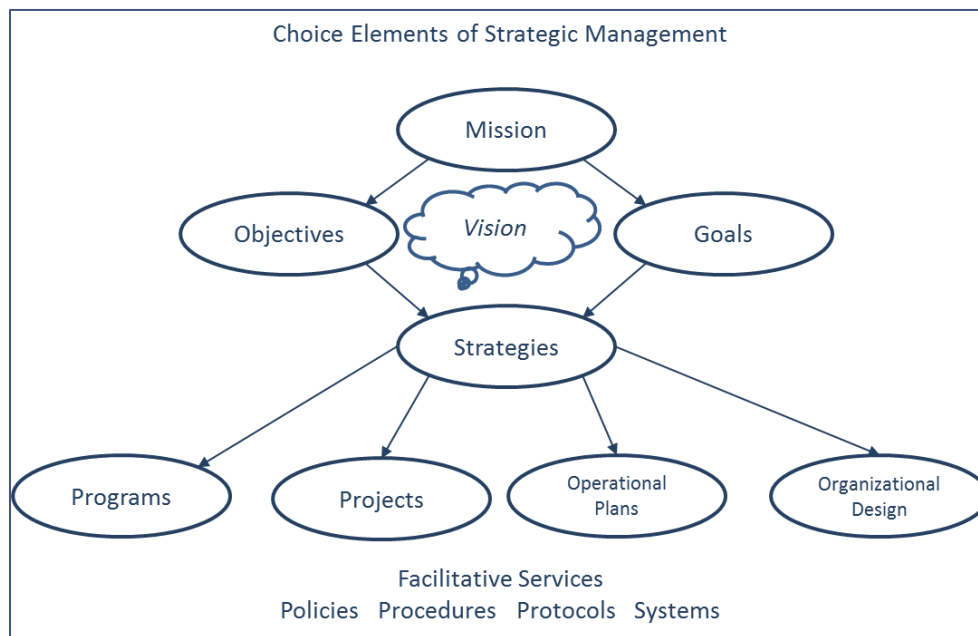 Choice Elements of Strategic Management
Mission
Objectives
Vision
Goals
Strategies
Programs
Projects
Operational
Plans
Organizational
Design
Facilitative Services
Policies Procedures Protocols Systems